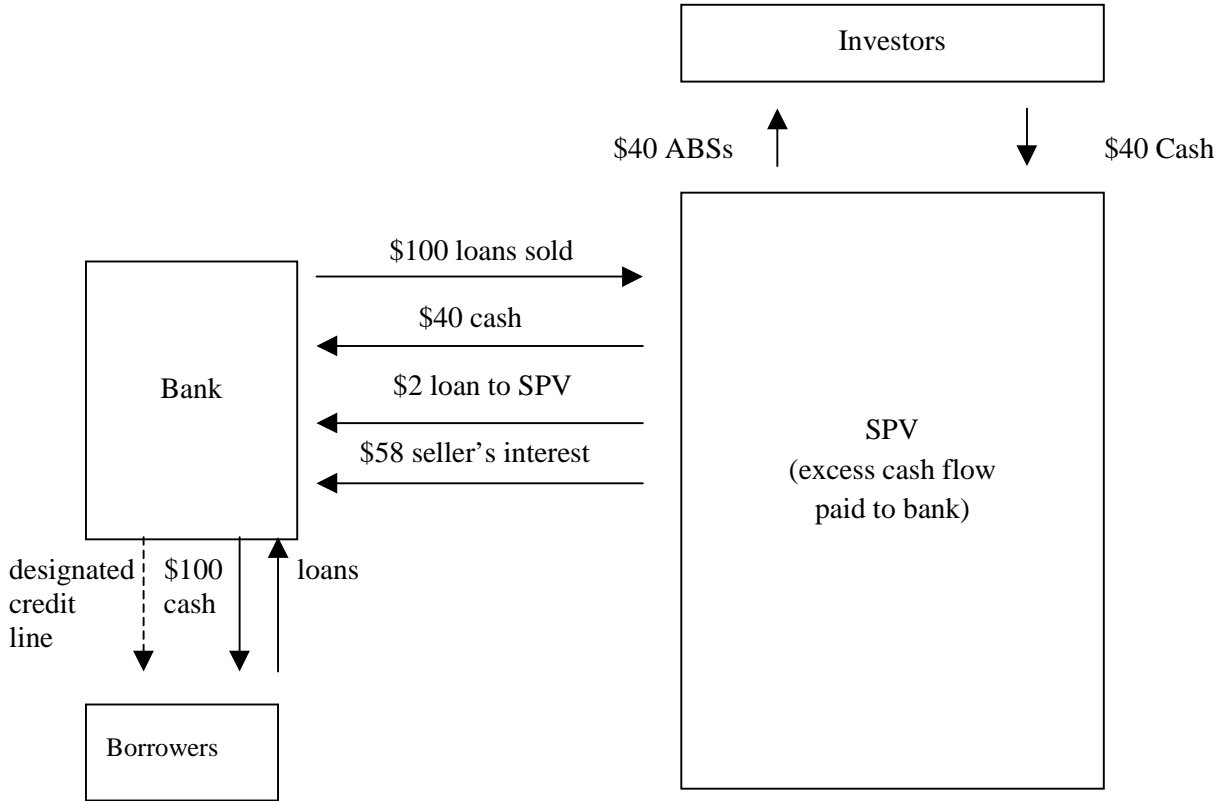 Investors
$40 ABSs
$40 Cash
$100 loans sold
$40 cash
$2 loan to SPV
$58 seller’s interest
Bank
SPV
(excess cash flow
paid to bank)
designated
credit
line
$100
cash
loans
Borrowers